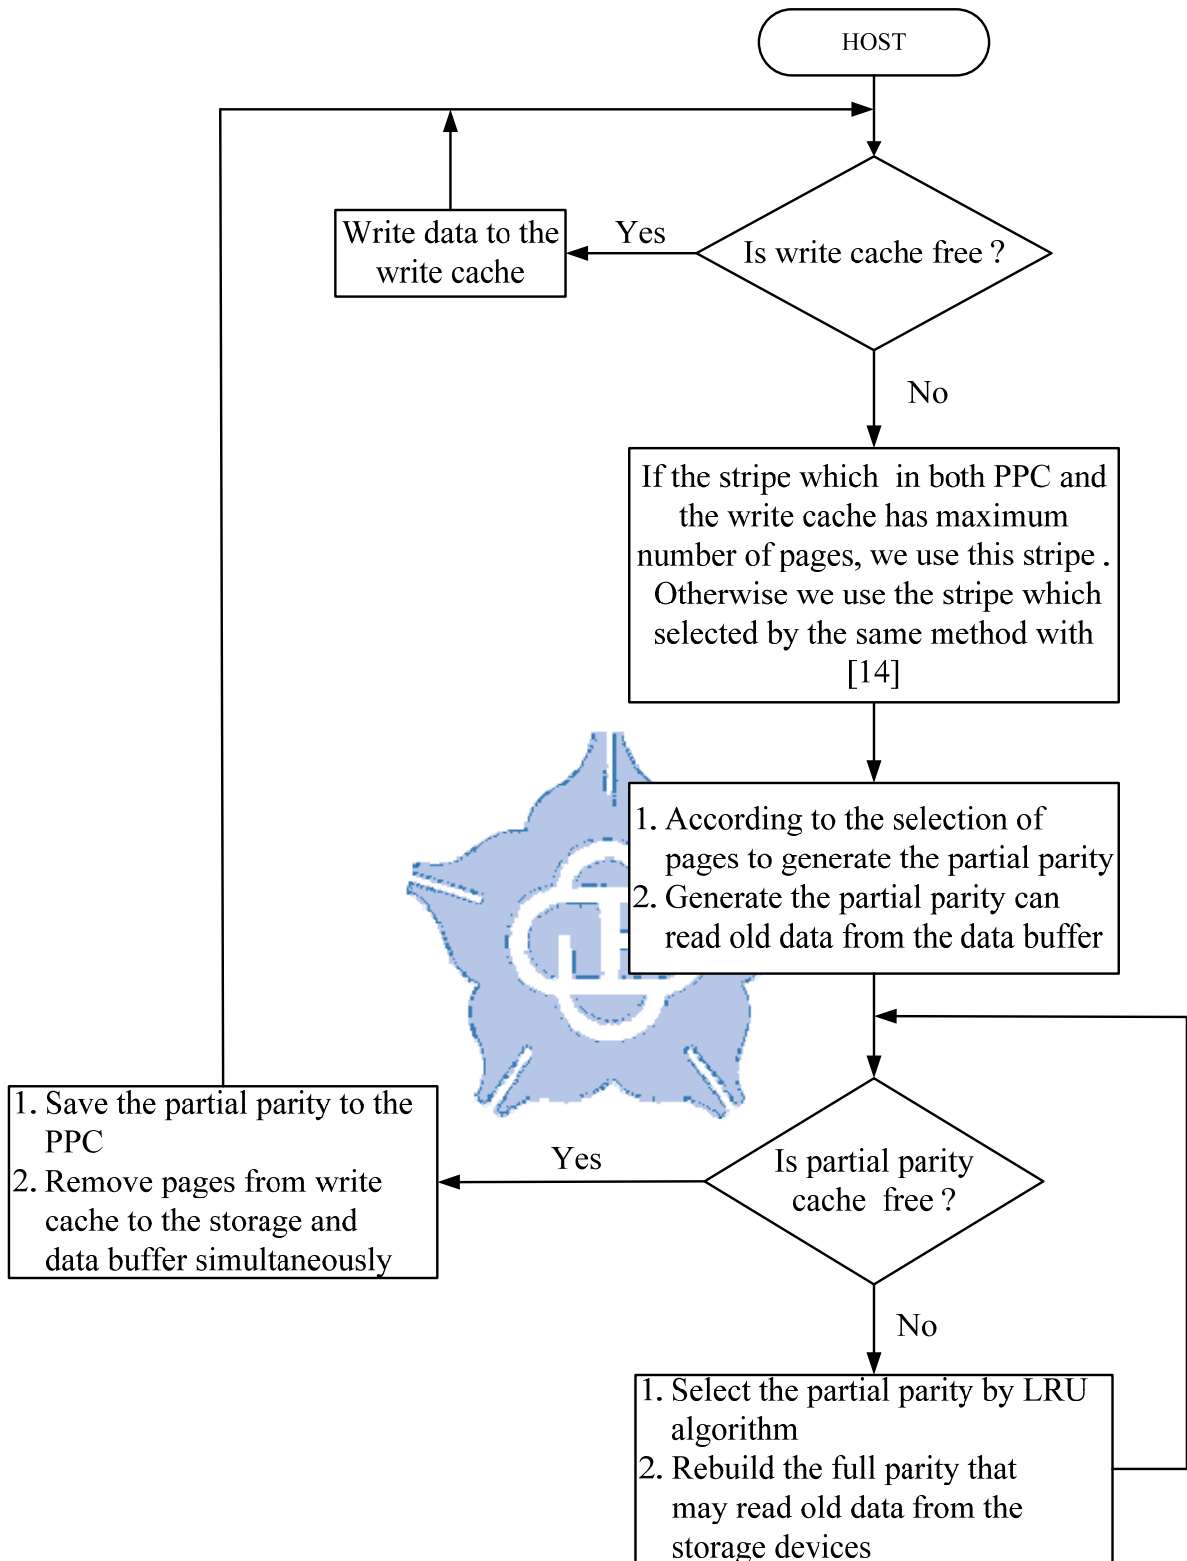 HOST
Is write cache free ?
Yes
Write data to the
write cache
No
If the stripe which in both PPC and
the write cache has maximum
number of pages, we use this stripe .
Otherwise we use the stripe which
selected by the same method with
[14]
1. According to the selection of
pages to generate the partial parity
2. Generate the partial parity can
read old data from the data buffer
Is partial parity
cache free ?
Yes
1. Save the partial parity to the
PPC
2. Remove pages from write
cache to the storage and
data buffer simultaneously
No
1. Select the partial parity by LRU
algorithm
2. Rebuild the full parity that
may read old data from the
storage devices